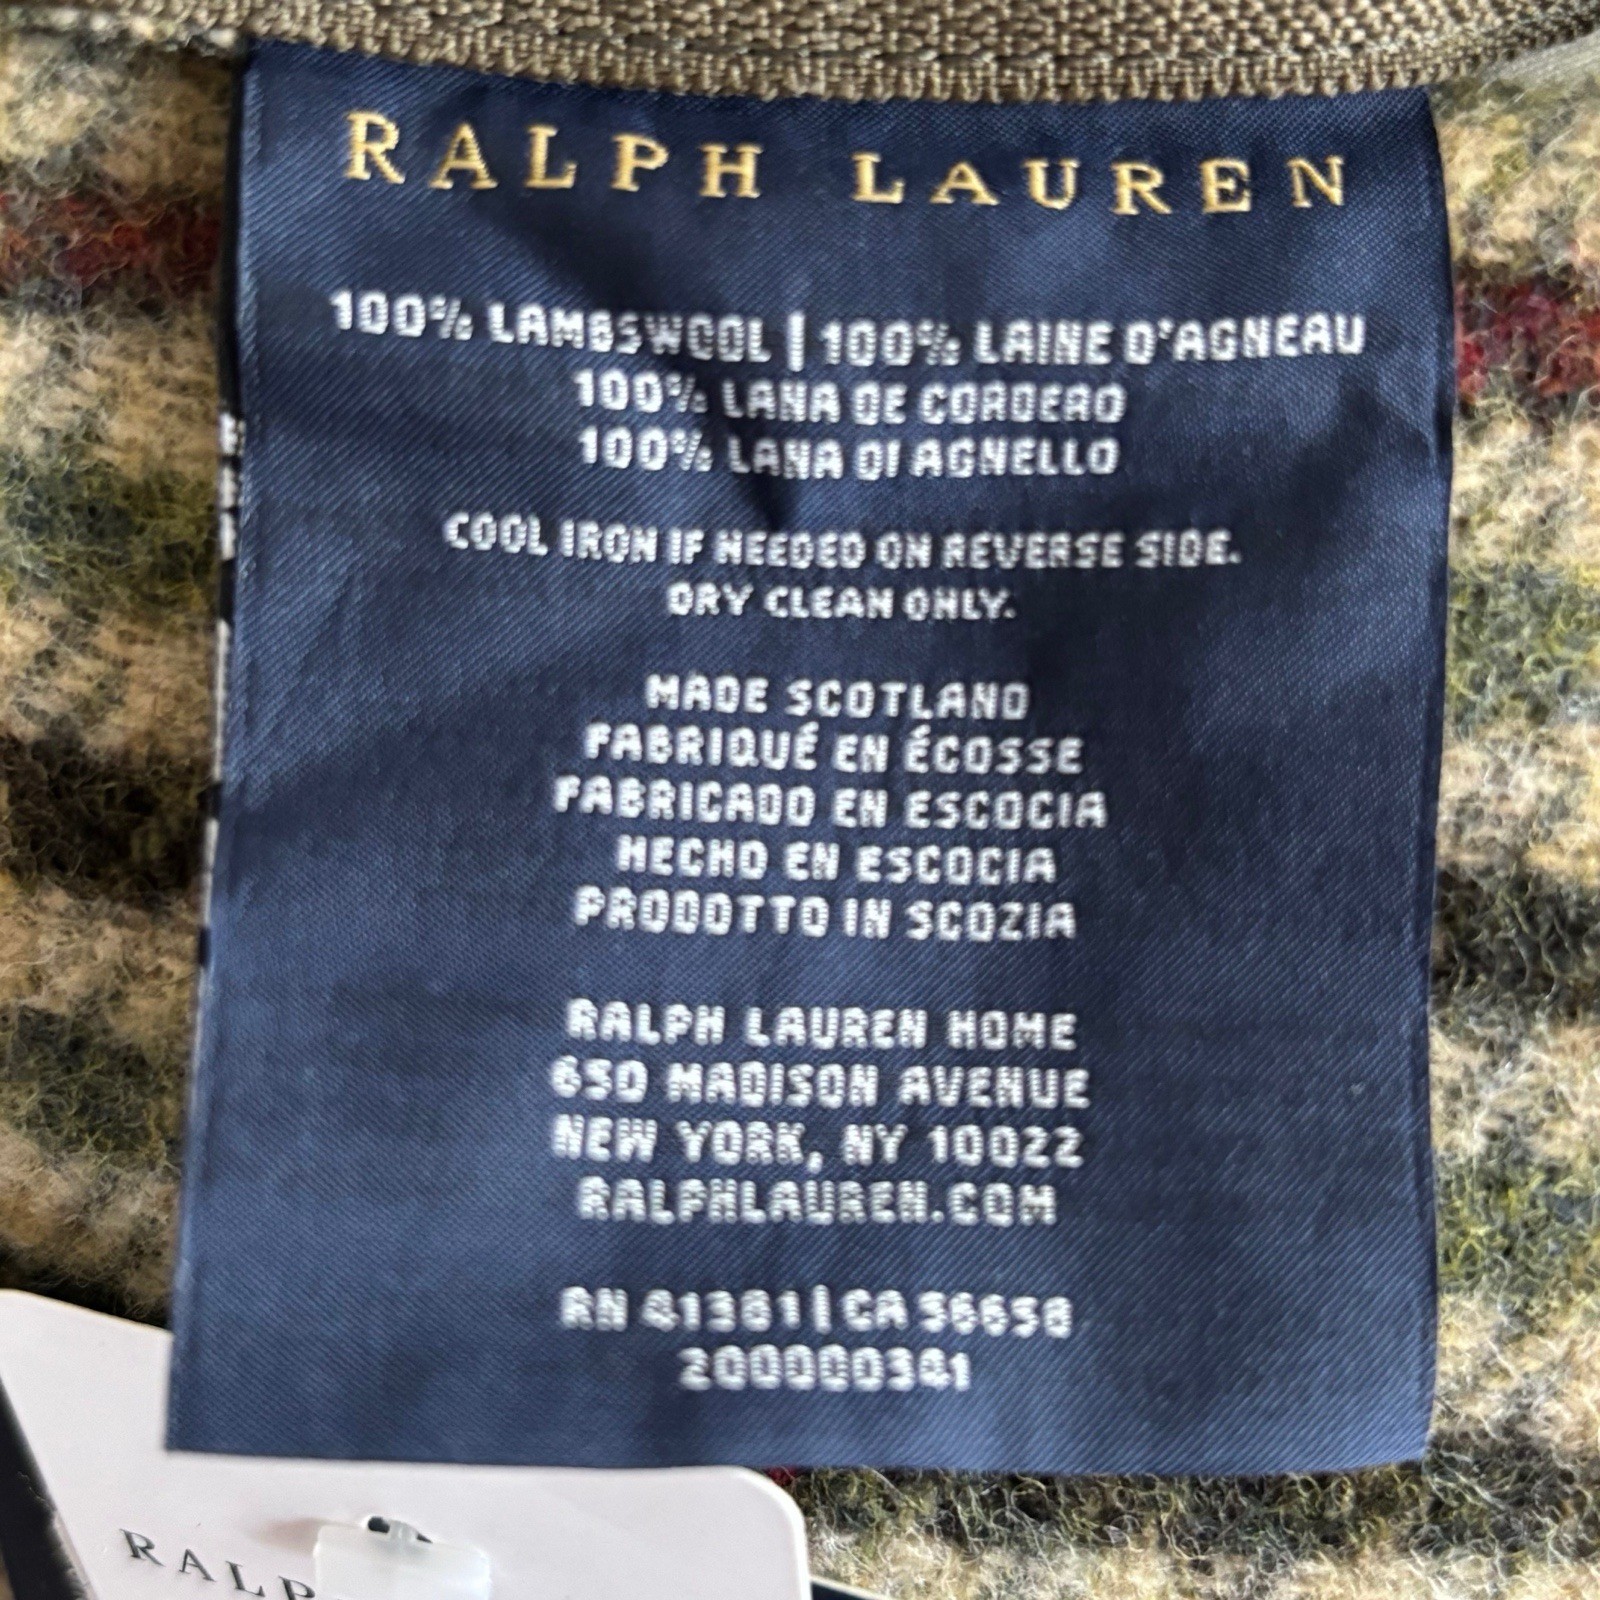 RALPH LAUREN
100% LAMBSWOOL | 100% LAINE D'AGNEAU
100% LANA DE CORDERO
100% LANA DI AGNELLO
COOL IRON IF NEEDED ON REVERSE SIDE.
DRY CLEAN ONLY.
MADE SCOTLAND
FABRIQUÉ EN ÉCOSSE
FABRICADO EN ESCOCIA
HECHO EN ESCOCIA
PRODOTTO IN SCOZIA
RALPH LAUREN HOME
650 MADISON AVENUE
NEW YORK, NY 10022
RALPHLAUREN.COM
RN 41381 | CA 36658
200000341
RALP